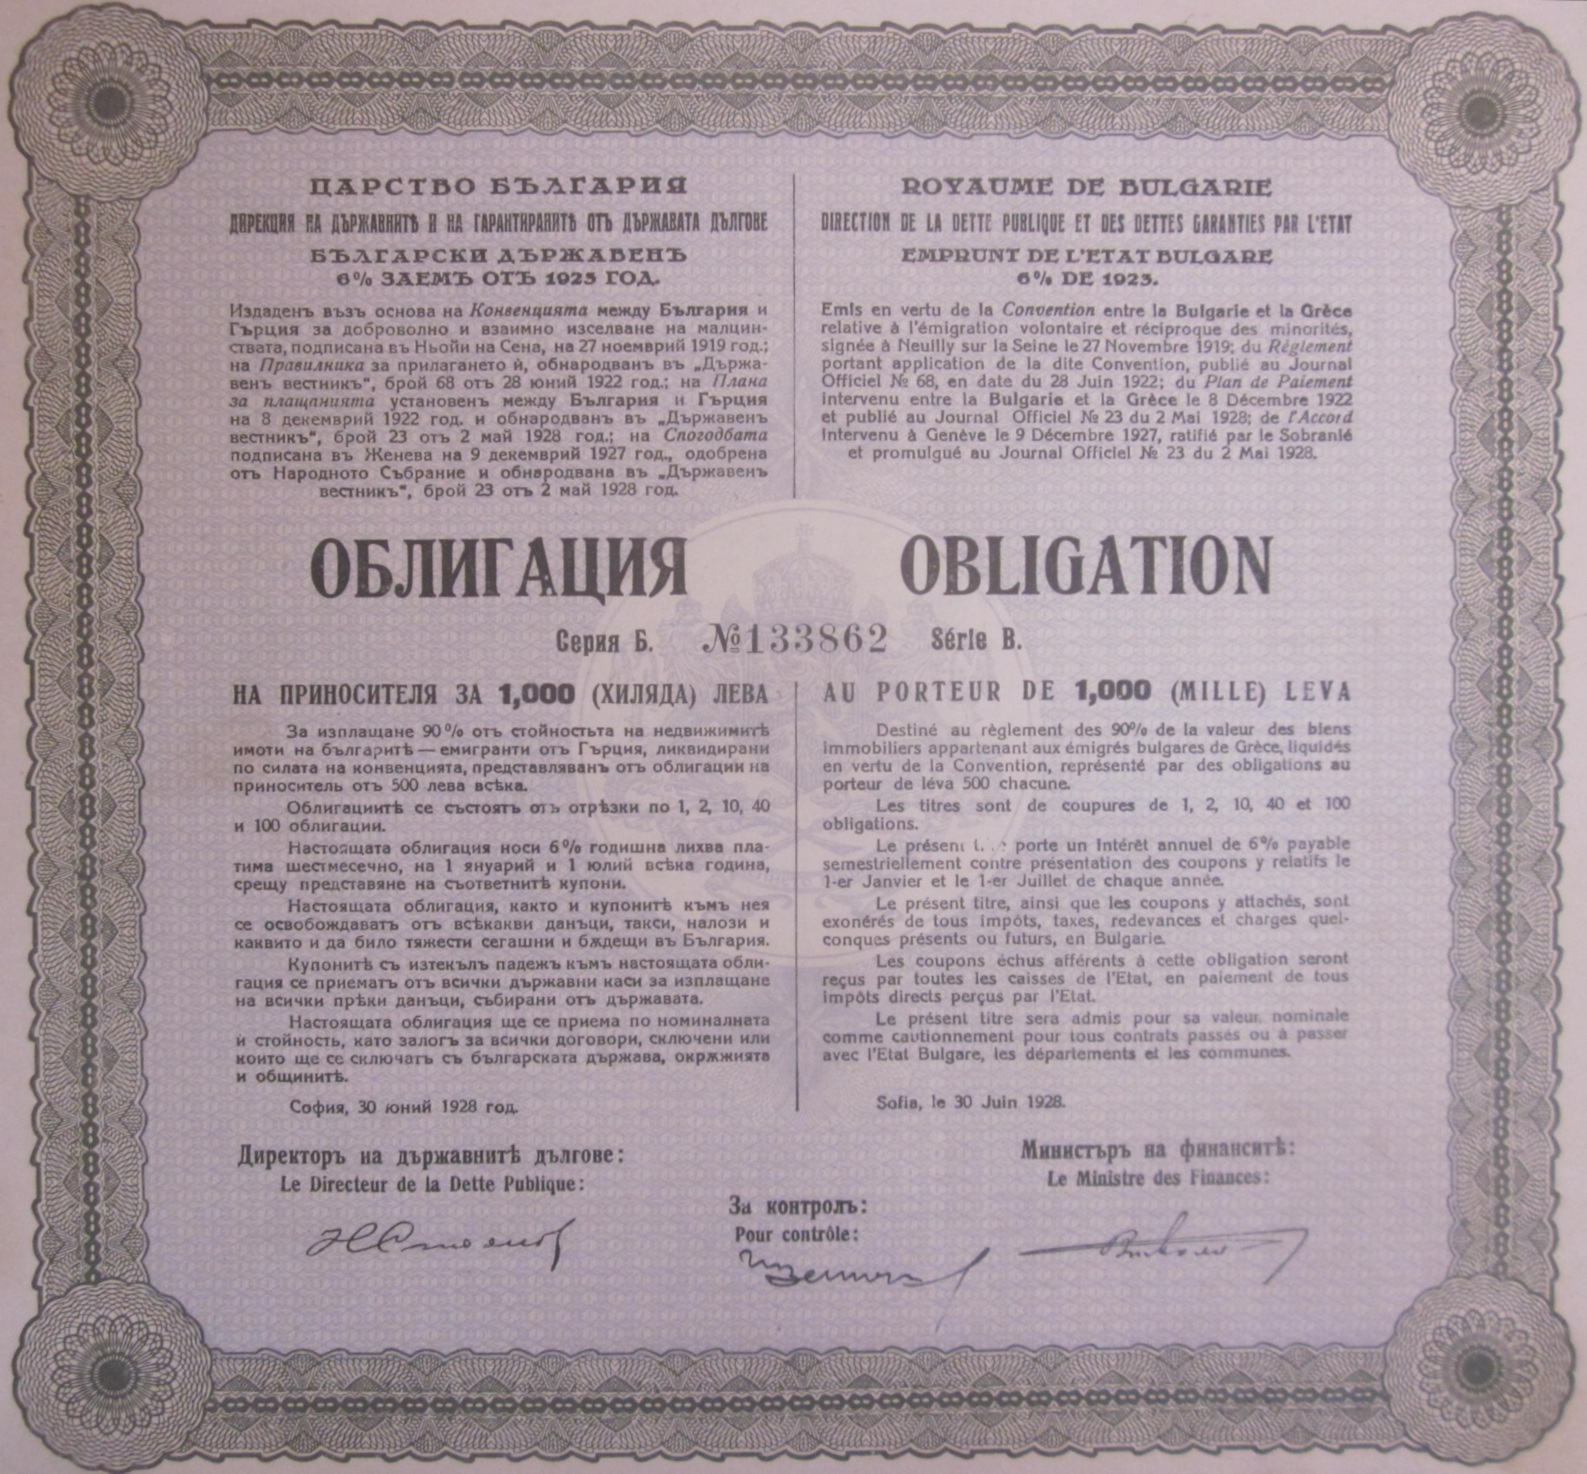 ЦАРСТВО БЪЛГАРИЯ
ДИРЕКЦИЯ НА ДЪРЖАВНИТѢ И НА ГАРАНТИРАНИТѢ ОТЪ ДЪРЖАВАТА ДЪЛГОВЕ
БЪЛГАРСКИ ДЪРЖАВЕНЪ
6% ЗАЕМЪ ОТЪ 1923 ГОД.
Издаденъ възъ основа на Конвенцията между България и
Гърция за доброволно и взаимно изселване на малцин-
ствата, подписана въ Ньойи на Сена, на 27 ноемврий 1919 год.;
на Правилника за прилагането ѝ, обнародванъ въ „Държа-
венъ вестникъ", брой 68 отъ 28 юний 1922 год.; на Плана
за плащанията установенъ между България и Гърция
на 8 декемврий 1922 год. и обнародванъ въ „Държавенъ
вестникъ", брой 23 отъ 2 май 1928 год.; на Спогодбата
подписана въ Женева на 9 декемврий 1927 год., одобрена
отъ Народното Събрание и обнародвана въ „Държавенъ
вестникъ", брой 23 отъ 2 май 1928 год.
ROYAUME DE BULGARIE
DIRECTION DE LA DETTE PUBLIQUE ET DES DETTES GARANTIES PAR L'ETAT
EMPRUNT DE L'ETAT BULGARE
6% DE 1923.
Emis en vertu de la Convention entre la Bulgarie et la Grèce
relative à l'émigration volontaire et réciproque des minorités,
signée à Neuilly sur la Seine le 27 Novembre 1919; du Règlement
portant application de la dite Convention, publié au Journal
Officiel № 68, en date du 28 Juin 1922; du Plan de Paiement
intervenu entre la Bulgarie et la Grèce le 8 Décembre 1922
et publié au Journal Officiel № 23 du 2 Mai 1928; de l'Accord
intervenu à Genève le 9 Décembre 1927, ratifié par le Sobranié
et promulgué au Journal Officiel № 23 du 2 Mai 1928.
ОБЛИГАЦИЯ OBLIGATION
Серия Б. №133862 Série B.
НА ПРИНОСИТЕЛЯ ЗА 1,000 (ХИЛЯДА) ЛЕВА
За изплащане 90% отъ стойностьта на недвижимитѣ
имоти на българитѣ — емигранти отъ Гърция, ликвидирани
по силата на конвенцията, представляванъ отъ облигации на
приноситель отъ 500 лева всѣка.
Облигациитѣ се състоятъ отъ отрѣзки по 1, 2, 10, 40
и 100 облигации.
Настоящата облигация носи 6% годишна лихва пла-
тима шестмесечно, на 1 януарий и 1 юлий всѣка година,
срещу представяне на съответнитѣ купони.
Настоящата облигация, както и купонитѣ къмъ нея
се освобождаватъ отъ всѣкакви данъци, такси, налози и
каквито и да било тяжести сегашни и бѫдещи въ България.
Купонитѣ съ изтекълъ падежъ къмъ настоящата обли-
гация се приематъ отъ всички държавни каси за изплащане
на всички прѣки данъци, събирани отъ държавата.
Настоящата облигация ще се приема по номиналната
ѝ стойность, като залогъ за всички договори, сключени или
които ще се сключатъ съ българската държава, окрѫжията
и общинитѣ.
София, 30 юний 1928 год.
AU PORTEUR DE 1,000 (MILLE) LEVA
Destiné au règlement des 90% de la valeur des biens
immobiliers appartenant aux émigrés bulgares de Grèce, liquidés
en vertu de la Convention, représenté par des obligations au
porteur de léva 500 chacune.
Les titres sont de coupures de 1, 2, 10, 40 et 100
obligations.
Le présent porte un intérêt annuel de 6% payable
semestriellement contre présentation des coupons y relatifs le
1-er Janvier et le 1-er Juillet de chaque année.
Le présent titre, ainsi que les coupons y attachés, sont
exonérés de tous impôts, taxes, redevances et charges quel-
conques présents ou futurs, en Bulgarie.
Les coupons échus afférents à cette obligation seront
reçus par toutes les caisses de l'Etat, en paiement de tous
impôts directs perçus par l'Etat.
Le présent titre sera admis pour sa valeur nominale
comme cautionnement pour tous contrats passés ou à passer
avec l'Etat Bulgare, les départements et les communes.
Sofia, le 30 Juin 1928.
Директоръ на държавнитѣ дългове:
Le Directeur de la Dette Publique:
За контролъ:
Pour contrôle:
Министъръ на финанситѣ:
Le Ministre des Finances: